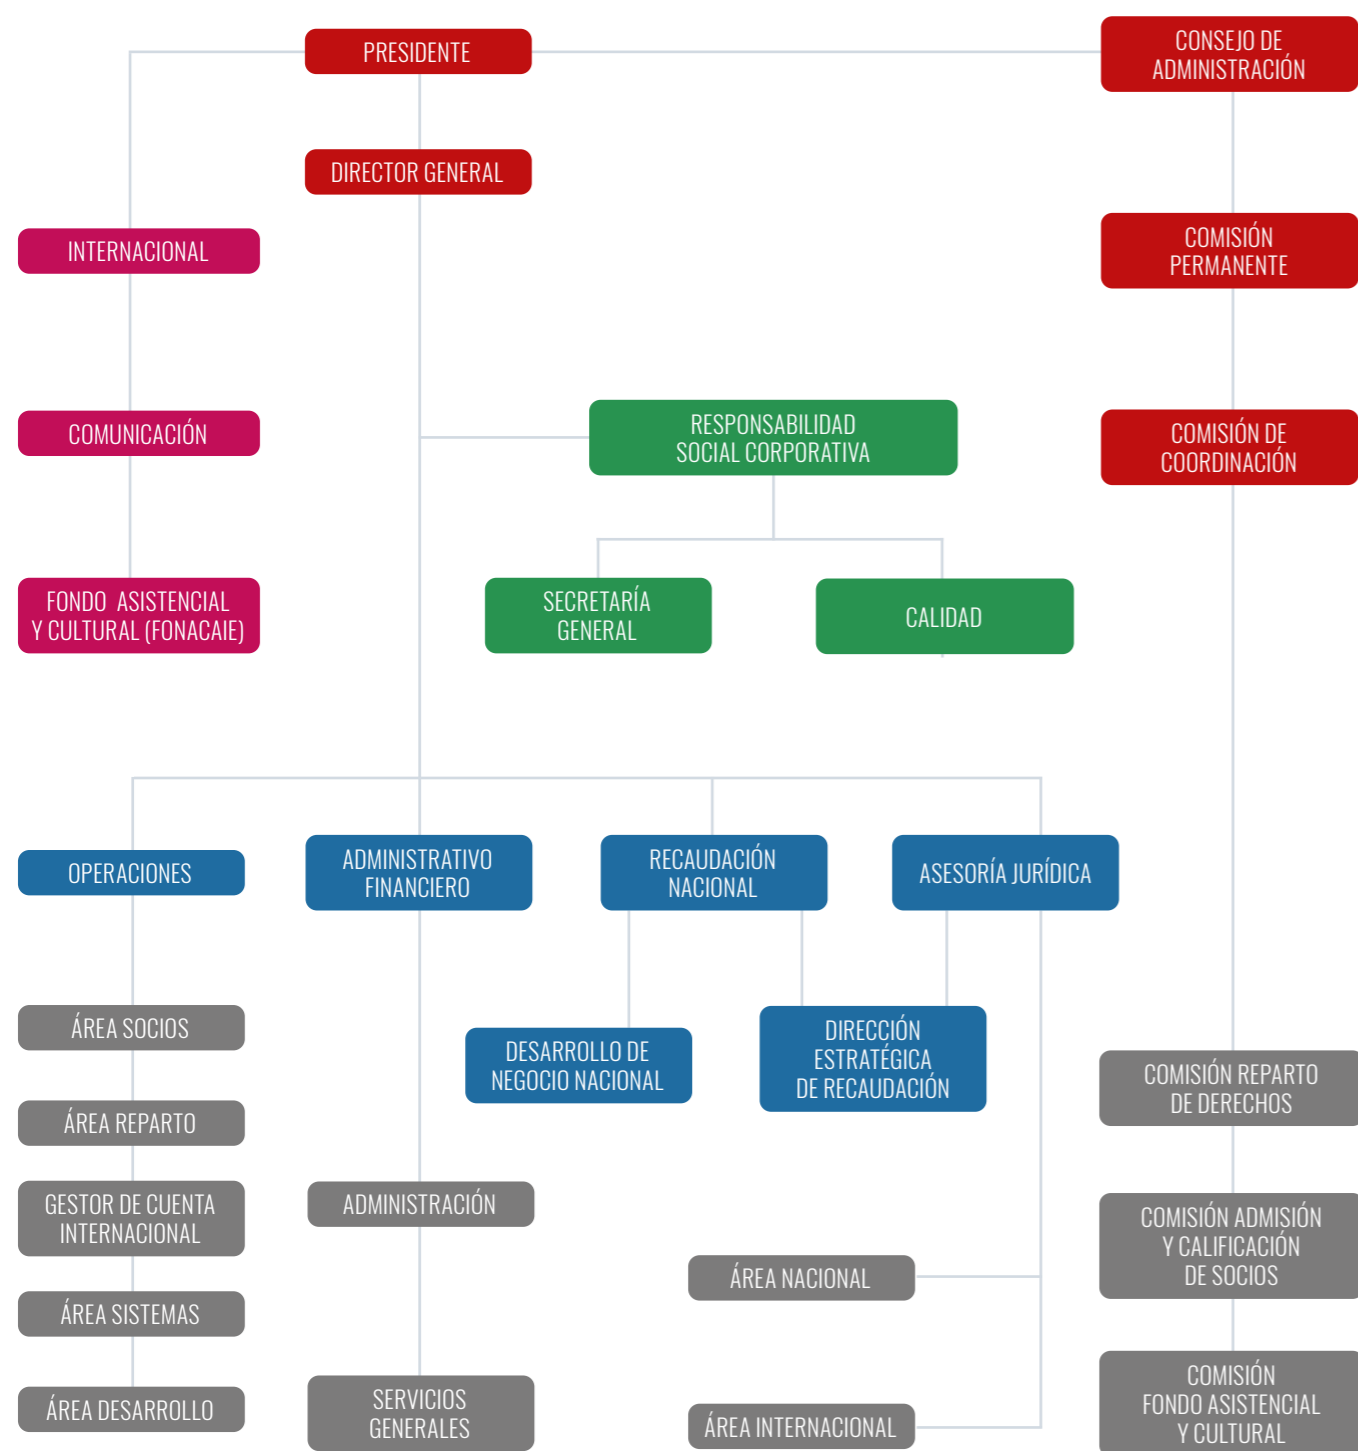 PRESIDENTE
CONSEJO DE
ADMINISTRACIÓN
DIRECTOR GENERAL
INTERNACIONAL
COMISIÓN
PERMANENTE
COMUNICACIÓN
RESPONSABILIDAD
SOCIAL CORPORATIVA
COMISIÓN DE
COORDINACIÓN
FONDO ASISTENCIAL
Y CULTURAL (FONACAIE)
SECRETARÍA
GENERAL
CALIDAD
OPERACIONES
ADMINISTRATIVO
FINANCIERO
RECAUDACIÓN
NACIONAL
ASESORÍA JURÍDICA
ÁREA SOCIOS
DESARROLLO DE
NEGOCIO NACIONAL
DIRECCIÓN
ESTRATÉGICA
DE RECAUDACIÓN
COMISIÓN REPARTO
DE DERECHOS
ÁREA REPARTO
GESTOR DE CUENTA
INTERNACIONAL
ADMINISTRACIÓN
COMISIÓN ADMISIÓN
Y CALIFICACIÓN
DE SOCIOS
ÁREA NACIONAL
ÁREA SISTEMAS
ÁREA DESARROLLO
SERVICIOS
GENERALES
ÁREA INTERNACIONAL
COMISIÓN
FONDO ASISTENCIAL
Y CULTURAL